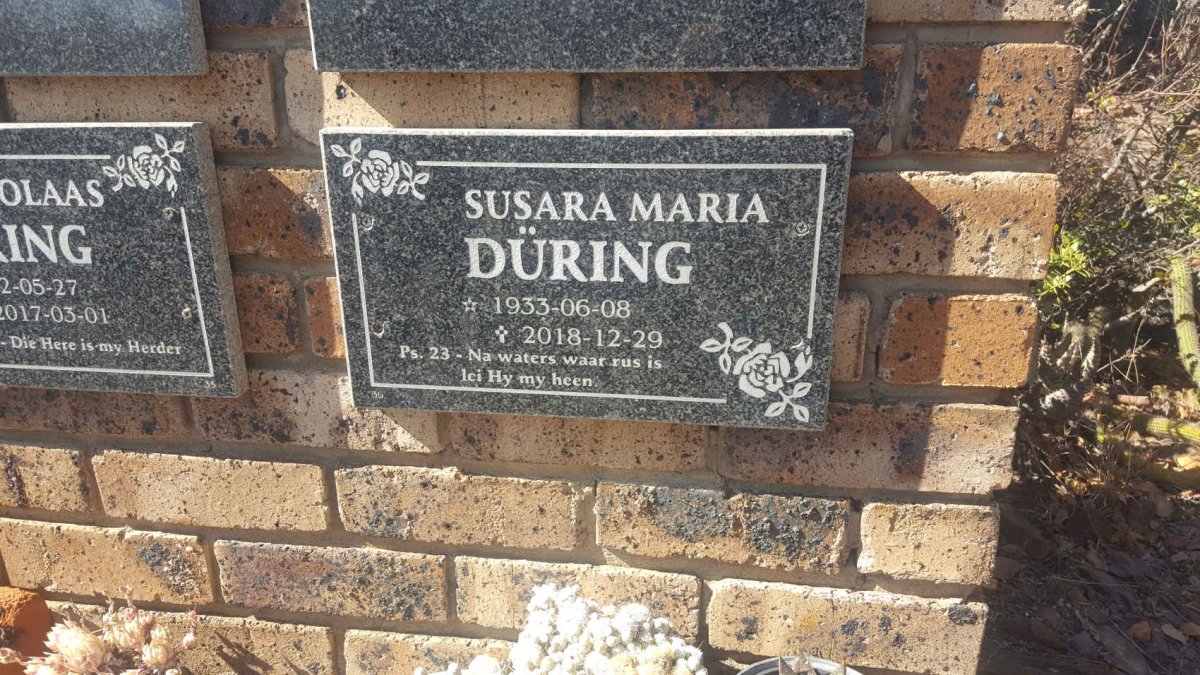 OLAAS
RING
2-05-27
2017-03-01
- Die Here is my Herder
SUSARA MARIA
DÜRING
☆ 1933-06-08
✝ 2018-12-29
Ps. 23 - Na waters waar rus is
lei Hy my heen.